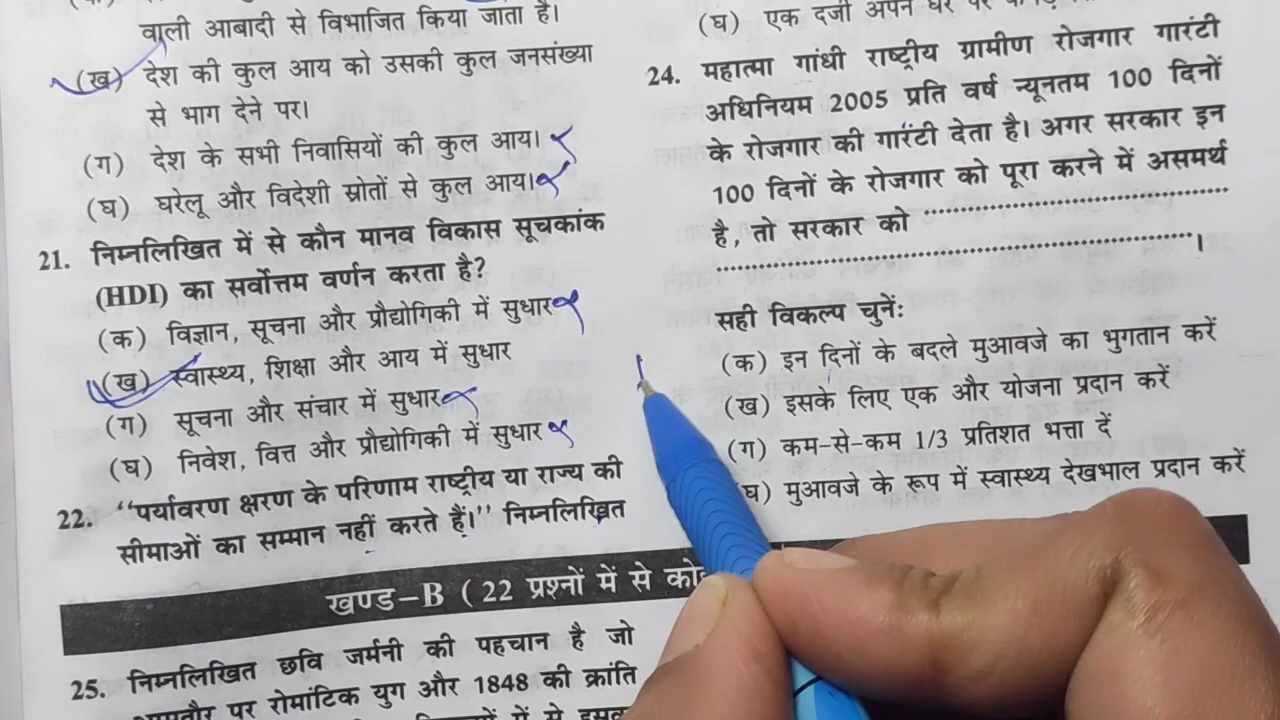 वाली आबादी से विभाजित किया जाता है।
(ख) देश की कुल आय को उसकी कुल जनसंख्या
से भाग देने पर।
(ग) देश के सभी निवासियों की कुल आय।
(घ) घरेलू और विदेशी स्रोतों से कुल आय।
21. निम्नलिखित में से कौन मानव विकास सूचकांक
(HDI) का सर्वोत्तम वर्णन करता है?
(क) विज्ञान, सूचना और प्रौद्योगिकी में सुधार
(ख) स्वास्थ्य, शिक्षा और आय में सुधार
(ग) सूचना और संचार में सुधार
(घ) निवेश, वित्त और प्रौद्योगिकी में सुधार
22. “पर्यावरण क्षरण के परिणाम राष्ट्रीय या राज्य की
सीमाओं का सम्मान नहीं करते हैं।” निम्नलिखित
(घ) एक दर्जी अपने घर पर
24. महात्मा गांधी राष्ट्रीय ग्रामीण रोजगार गारंटी
अधिनियम 2005 प्रति वर्ष न्यूनतम 100 दिनों
के रोजगार की गारंटी देता है। अगर सरकार इन
100 दिनों के रोजगार को पूरा करने में असमर्थ
है, तो सरकार को ..............................
..............................।
सही विकल्प चुनें:
(क) इन दिनों के बदले मुआवजे का भुगतान करें
(ख) इसके लिए एक और योजना प्रदान करें
(ग) कम-से-कम 1/3 प्रतिशत भत्ता दें
(घ) मुआवजे के रूप में स्वास्थ्य देखभाल प्रदान करें
खण्ड-B ( 22 प्रश्नों में से
25. निम्नलिखित छवि जर्मनी की पहचान है जो
पर रोमांटिक युग और 1848 की क्रांति